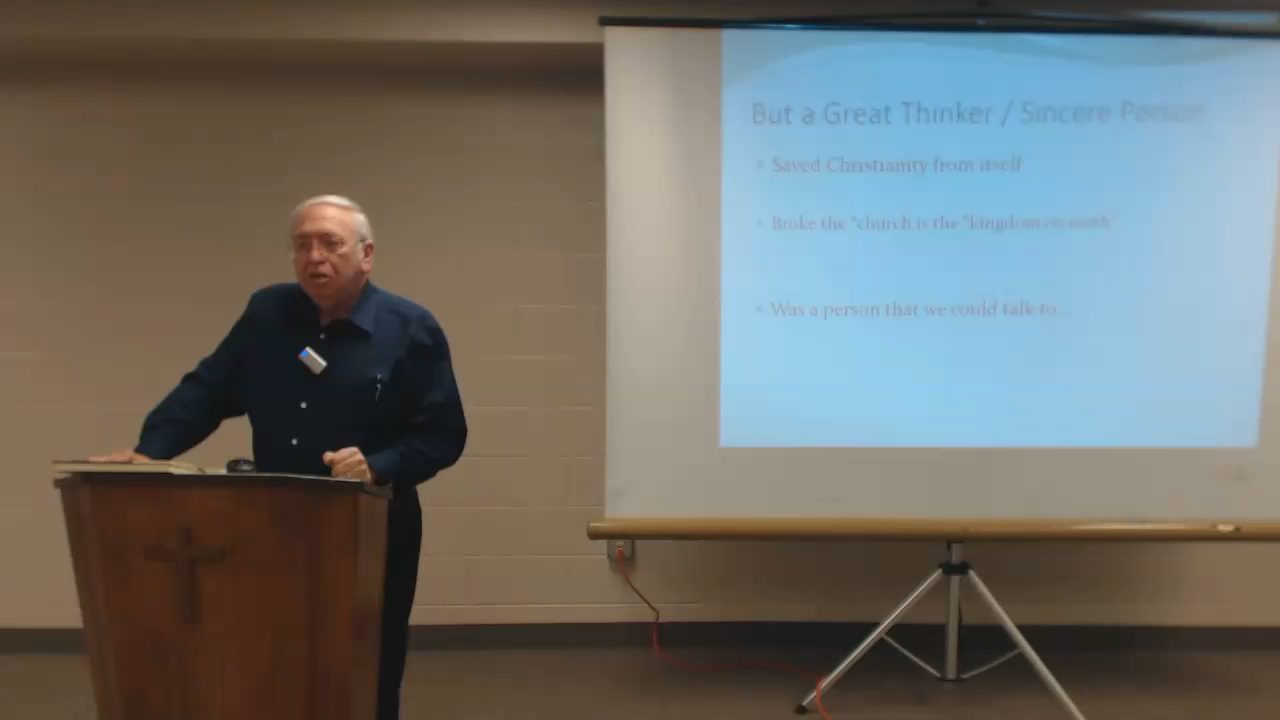 But a Great Thinker / Sincere Person
• Saved Christianity from itself
• Broke the "church is the "kingdom on earth"
• Was a person that we could talk to...